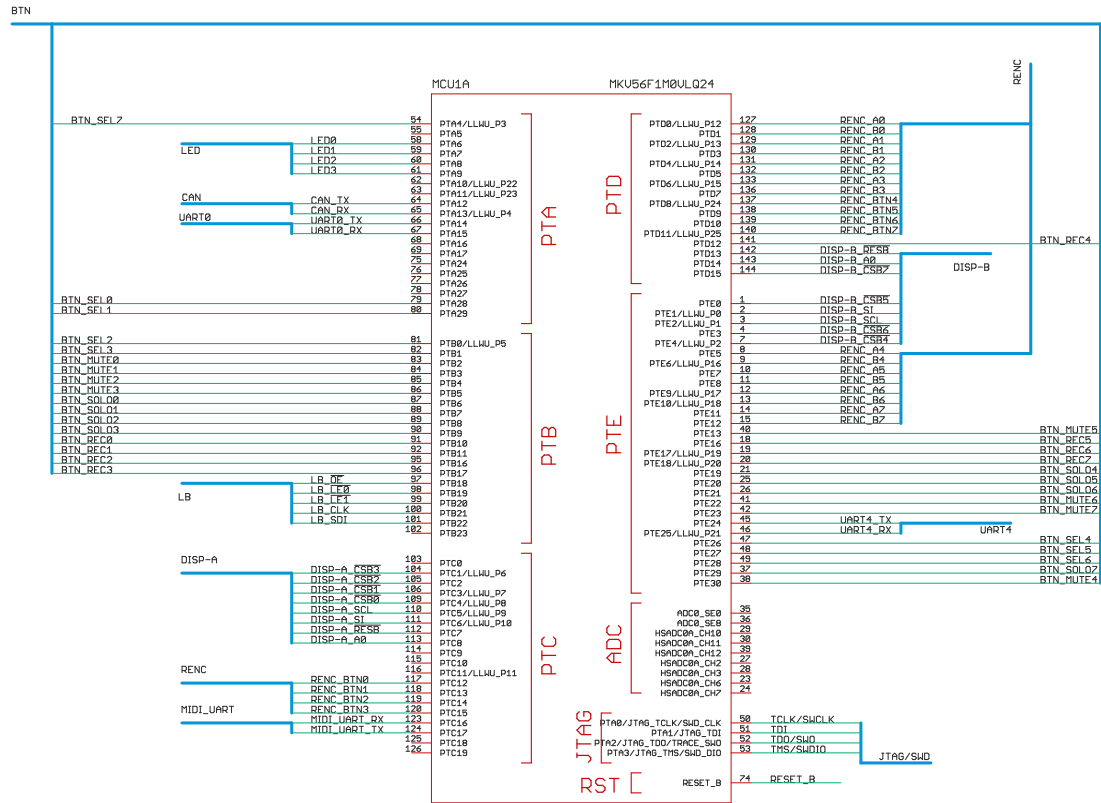 BTN
RENC
MCU1A
MKV56F1M0VLQ24
BTN_SEL7 54 PTA4/LLWU_P3
55 PTA5
LED
LED0 58 PTA6
LED1 59 PTA7
LED2 60 PTA8
LED3 61 PTA9
62 PTA10/LLWU_P22
63 PTA11/LLWU_P23
CAN
CAN_TX 64 PTA12
CAN_RX 65 PTA13/LLWU_P4
UART0
UART0_TX 66 PTA14
UART0_RX 67 PTA15
68 PTA16
69 PTA17
75 PTA24
76 PTA25
77 PTA26
78 PTA27
BTN_SEL0 79 PTA28
BTN_SEL1 80 PTA29
PTA
BTN_SEL2 81 PTB0/LLWU_P5
BTN_SEL3 82 PTB1
BTN_MUTE0 83 PTB2
BTN_MUTE1 84 PTB3
BTN_MUTE2 85 PTB4
BTN_MUTE3 86 PTB5
BTN_SOLO0 87 PTB6
BTN_SOLO1 88 PTB7
BTN_SOLO2 89 PTB8
BTN_SOLO3 90 PTB9
BTN_REC0 91 PTB10
BTN_REC1 92 PTB11
BTN_REC2 95 PTB16
BTN_REC3 96 PTB17
LB
LB_OE 97 PTB18
LB_LE0 98 PTB19
LB_LE1 99 PTB20
LB_CLK 100 PTB21
LB_SDI 101 PTB22
102 PTB23
PTB
DISP-A
103 PTC0
DISP-A_CSB3 104 PTC1/LLWU_P6
DISP-A_CSB2 105 PTC2
DISP-A_CSB1 106 PTC3/LLWU_P7
DISP-A_CSB0 109 PTC4/LLWU_P8
DISP-A_SCL 110 PTC5/LLWU_P9
DISP-A_SI 111 PTC6/LLWU_P10
DISP-A_RESB 112 PTC7
DISP-A_A0 113 PTC8
114 PTC9
115 PTC10
116 PTC11/LLWU_P11
RENC
RENC_BTN0 117 PTC12
RENC_BTN1 118 PTC13
RENC_BTN2 119 PTC14
RENC_BTN3 120 PTC15
MIDI_UART
MIDI_UART_RX 123 PTC16
MIDI_UART_TX 124 PTC17
125 PTC18
126 PTC19
PTC
PTD
PTD0/LLWU_P12 127 RENC_A0
PTD1 128 RENC_B0
PTD2/LLWU_P13 129 RENC_A1
PTD3 130 RENC_B1
PTD4/LLWU_P14 131 RENC_A2
PTD5 132 RENC_B2
PTD6/LLWU_P15 133 RENC_A3
PTD7 136 RENC_B3
PTD8/LLWU_P24 137 RENC_BTN4
PTD9 138 RENC_BTN5
PTD10 139 RENC_BTN6
PTD11/LLWU_P25 140 RENC_BTN7
PTD12 141 BTN_REC4
PTD13 142 DISP-B_RESB
PTD14 143 DISP-B_A0
PTD15 144 DISP-B_CSB7
DISP-B
PTE
PTE0 1 DISP-B_CSB5
PTE1/LLWU_P0 2 DISP-B_SI
PTE2/LLWU_P1 3 DISP-B_SCL
PTE3 4 DISP-B_CSB6
PTE4/LLWU_P2 7 DISP-B_CSB4
PTE5 8 RENC_A4
PTE6/LLWU_P16 9 RENC_B4
PTE7 10 RENC_A5
PTE8 11 RENC_B5
PTE9/LLWU_P17 12 RENC_A6
PTE10/LLWU_P18 13 RENC_B6
PTE11 14 RENC_A7
PTE12 15 RENC_B7
PTE13 40 BTN_MUTE5
PTE16 18 BTN_REC5
PTE17/LLWU_P19 19 BTN_REC6
PTE18/LLWU_P20 20 BTN_REC7
PTE19 21 BTN_SOLO4
PTE20 25 BTN_SOLO5
PTE21 26 BTN_SOLO6
PTE22 41 BTN_MUTE6
PTE23 42 BTN_MUTE7
PTE24 45 UART4_TX
PTE25/LLWU_P21 46 UART4_RX
UART4
PTE26 47 BTN_SEL4
PTE27 48 BTN_SEL5
PTE28 49 BTN_SEL6
PTE29 37 BTN_SOLO7
PTE30 38 BTN_MUTE4
ADC
ADC0_SE0 35
ADC0_SE8 36
HSADC0A_CH10 29
HSADC0A_CH11 30
HSADC0A_CH12 39
HSADC0A_CH2 27
HSADC0A_CH3 28
HSADC0A_CH6 23
HSADC0A_CH7 24
JTAG
PTA0/JTAG_TCLK/SWD_CLK 50 TCLK/SWCLK
PTA1/JTAG_TDI 51 TDI
PTA2/JTAG_TDO/TRACE_SWO 52 TDO/SWO
PTA3/JTAG_TMS/SWD_DIO 53 TMS/SWDIO
JTAG/SWD
RST
RESET_B 74 RESET_B